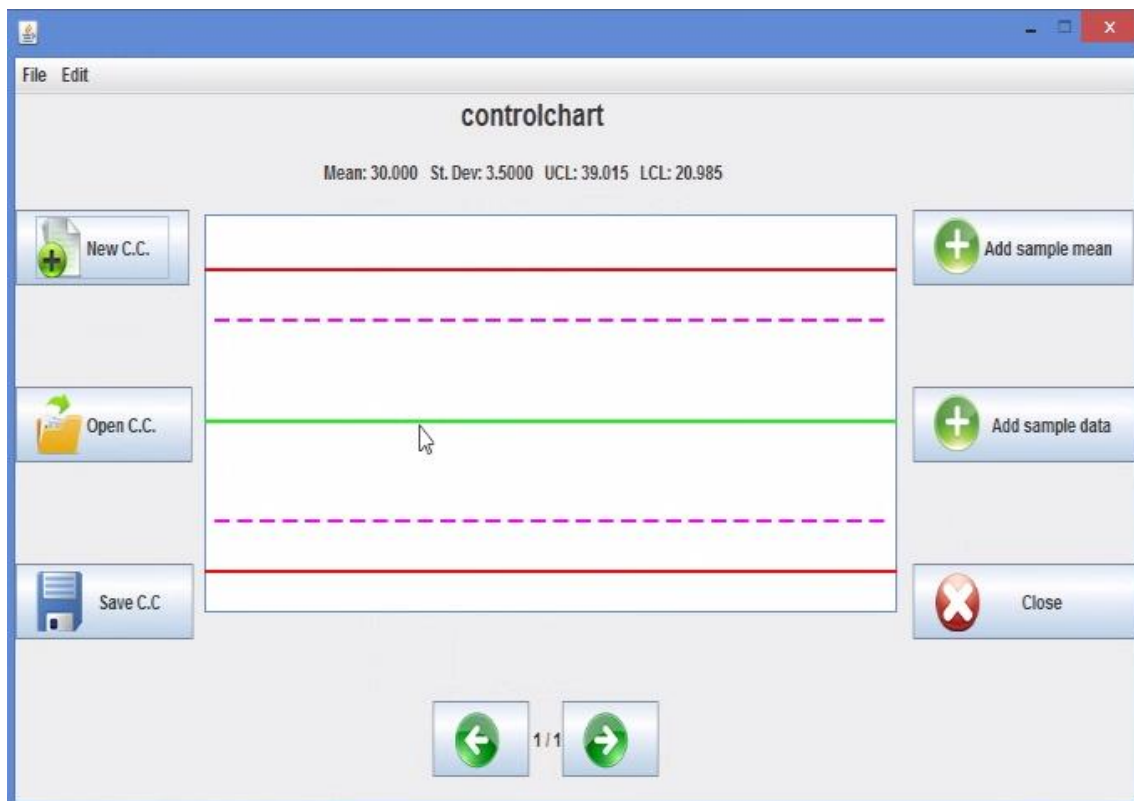 File Edit
controlchart
Mean: 30.000 St. Dev: 3.5000 UCL: 39.015 LCL: 20.985
New C.C.
Add sample mean
Open C.C.
Add sample data
Save C.C
Close
1 / 1